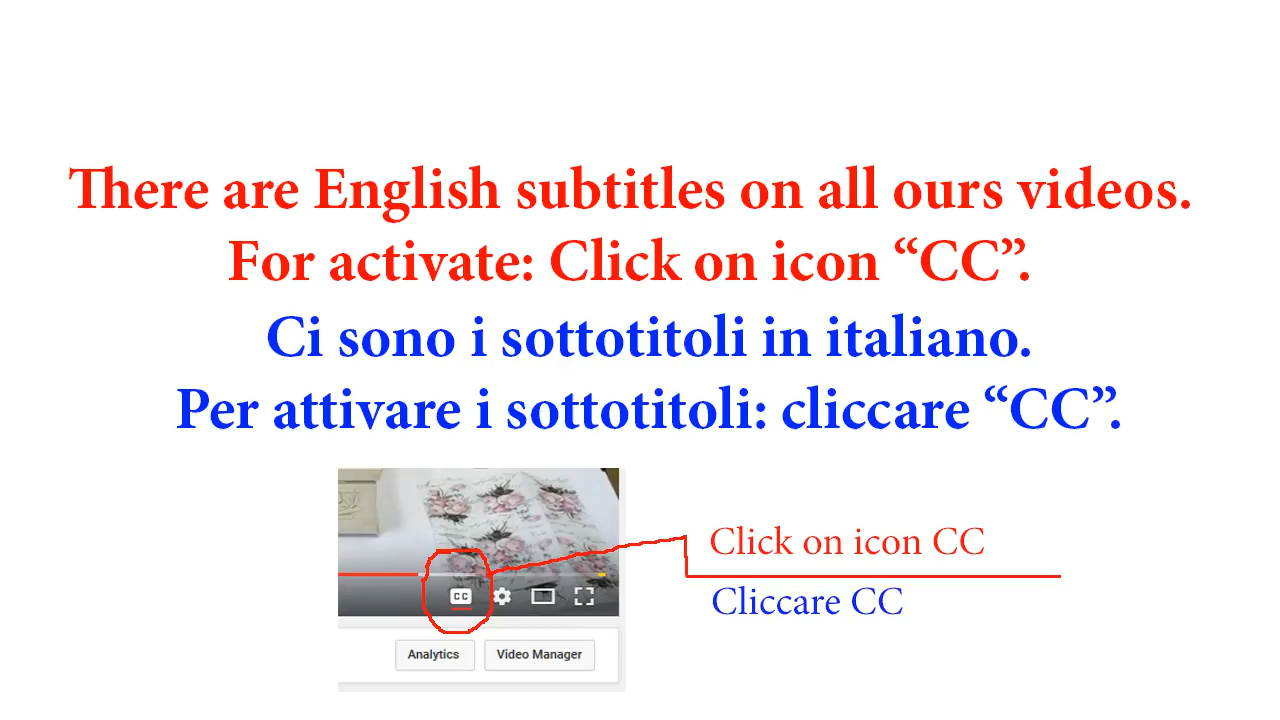 There are English subtitles on all ours videos.
For activate: Click on icon “CC”.
Ci sono i sottotitoli in italiano.
Per attivare i sottotitoli: cliccare “CC”.
Click on icon CC
Cliccare CC
CC
Analytics
Video Manager